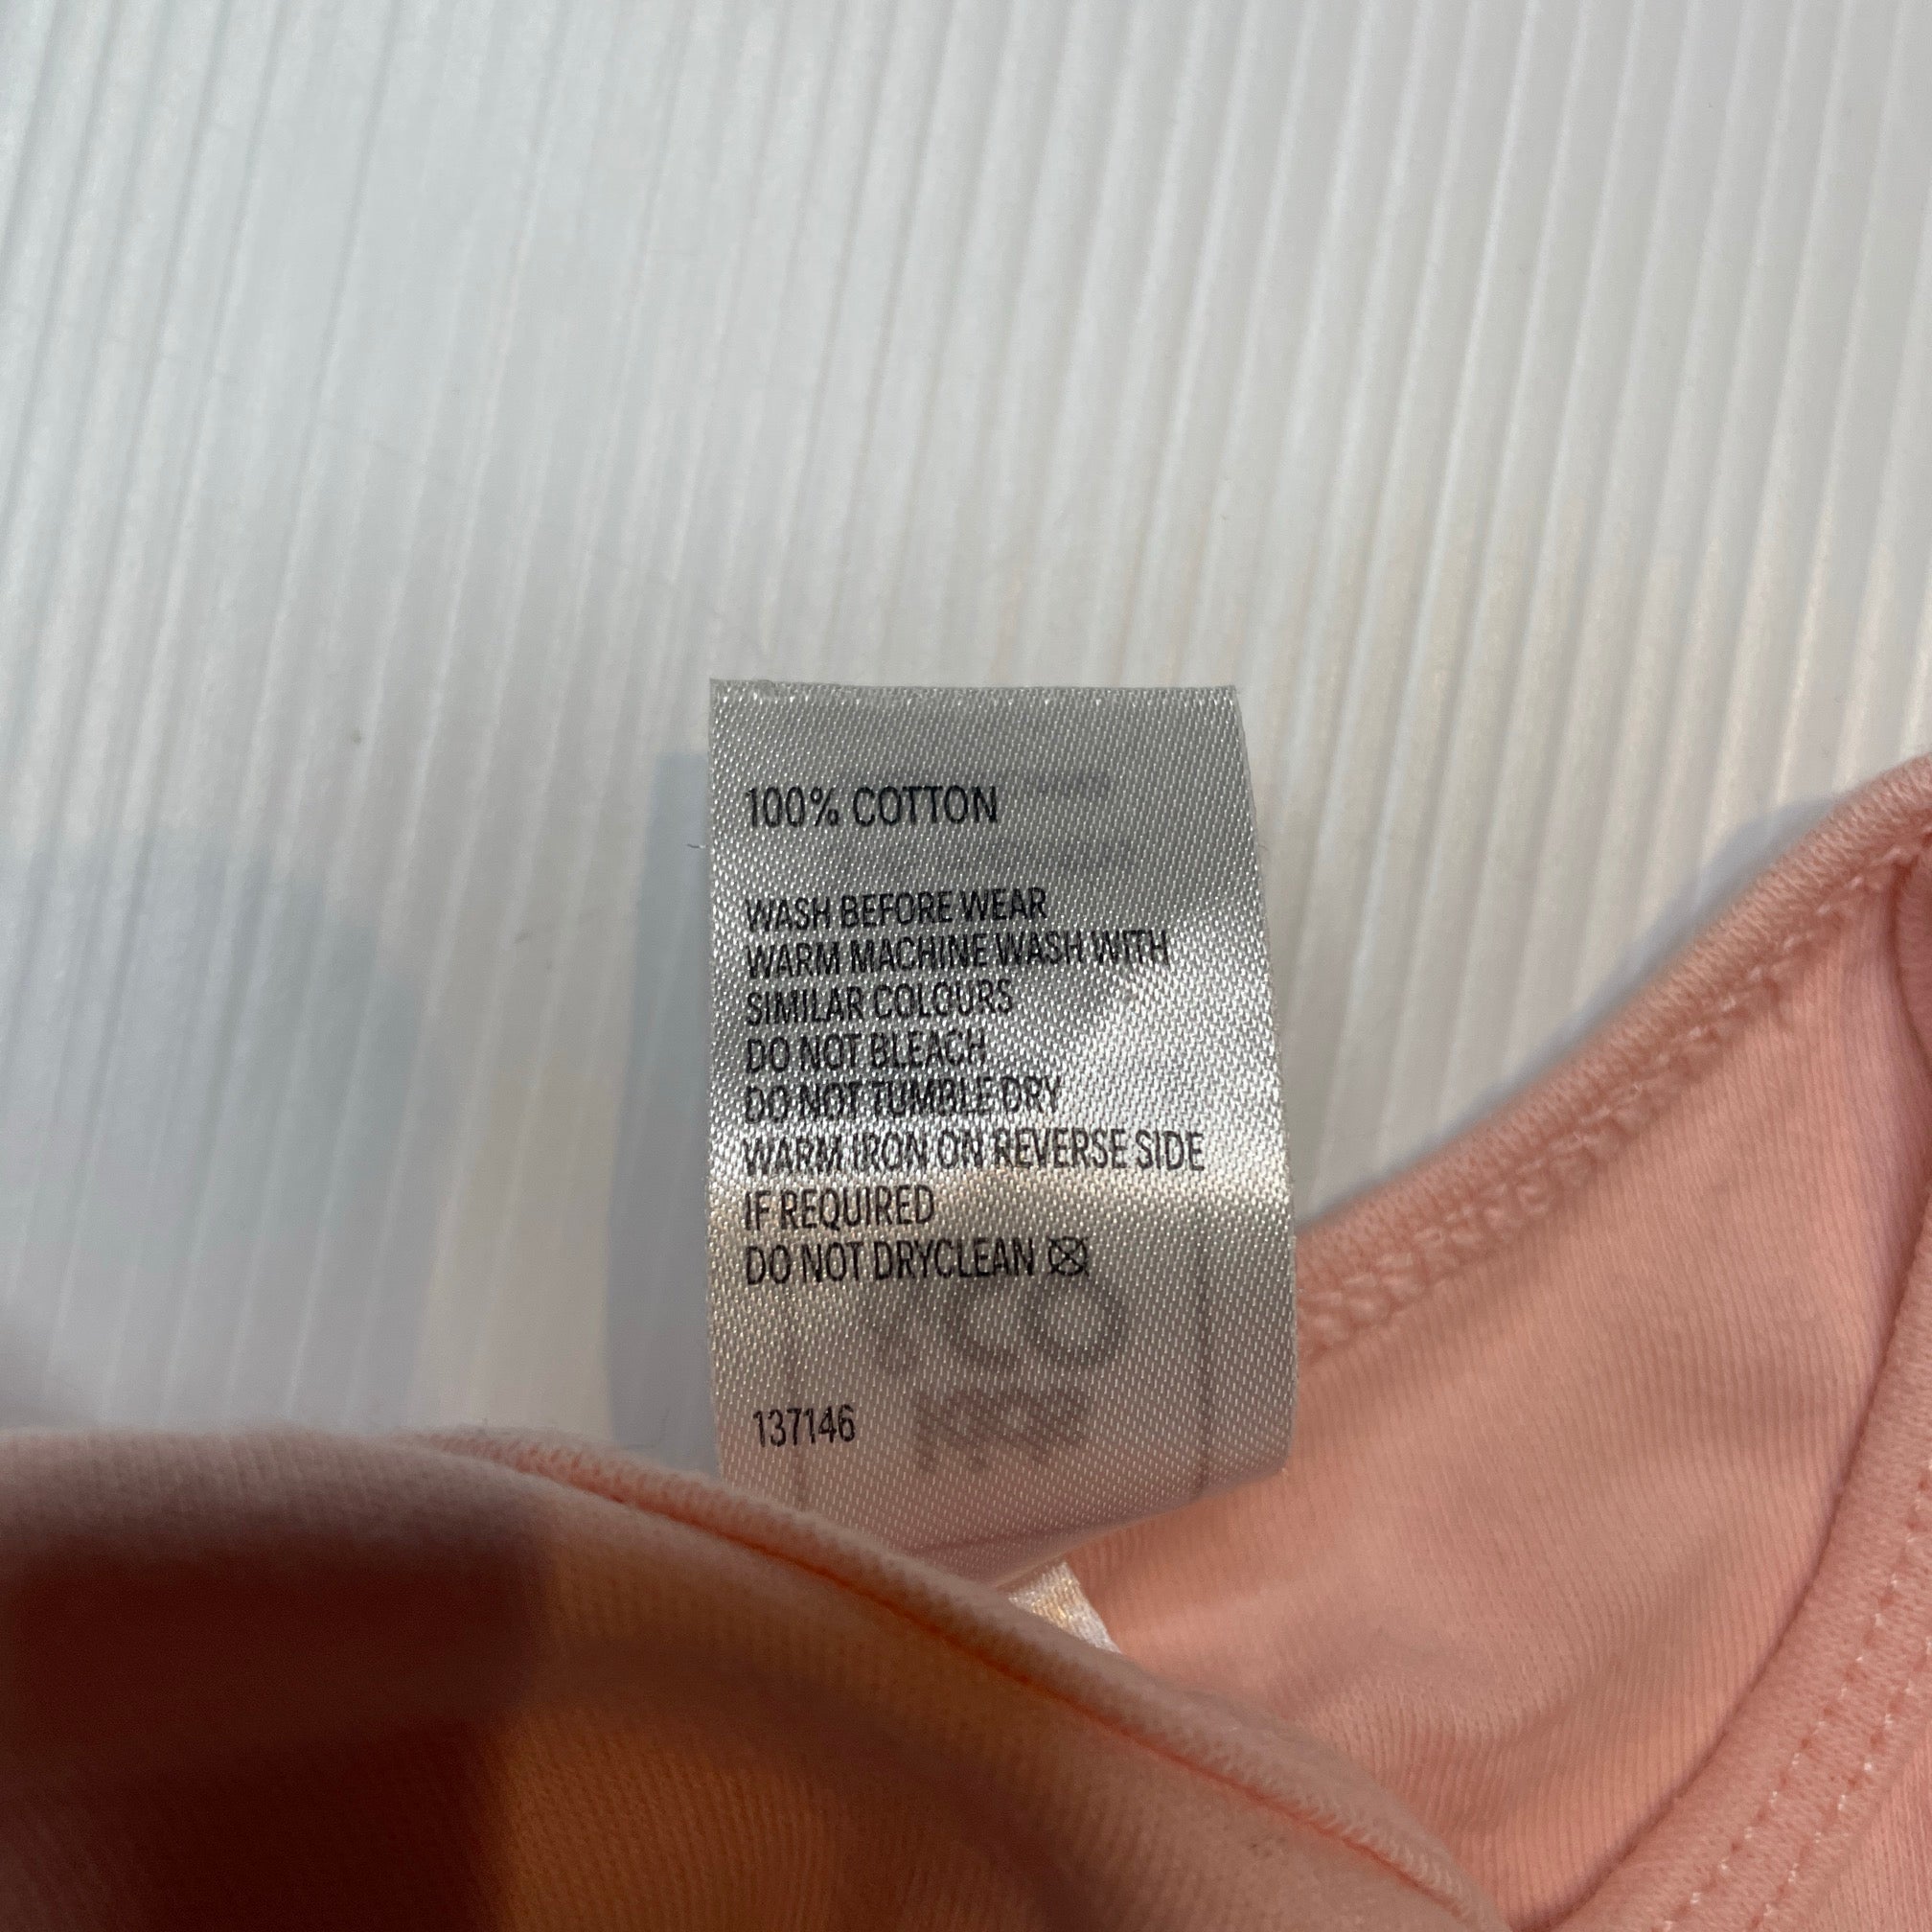 100% COTTON
WASH BEFORE WEAR
WARM MACHINE WASH WITH
SIMILAR COLOURS
DO NOT BLEACH
DO NOT TUMBLE DRY
WARM IRON ON REVERSE SIDE
IF REQUIRED
DO NOT DRYCLEAN
137146